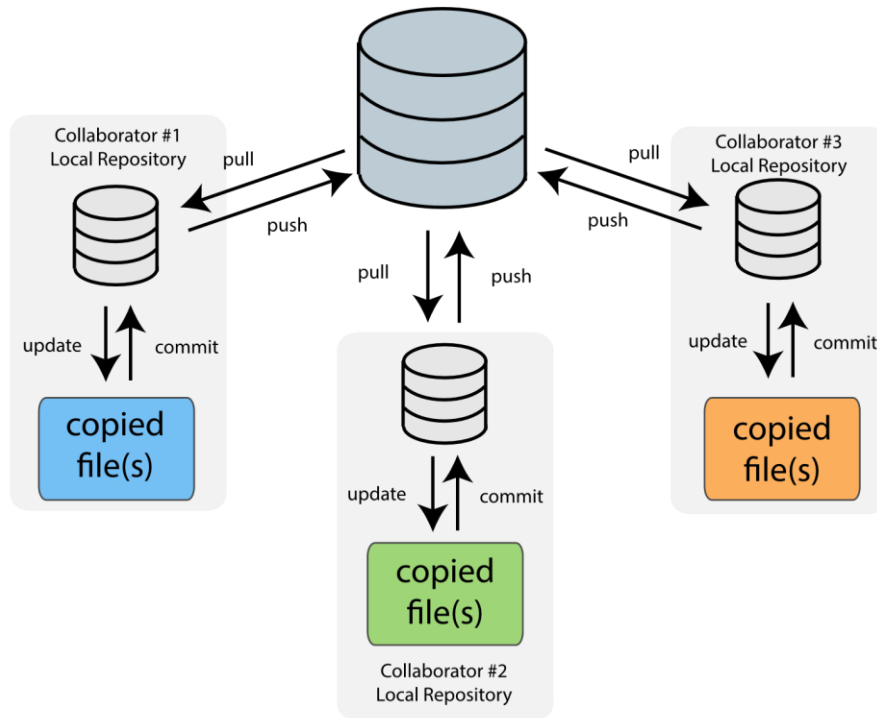 Collaborator #1
Local Repository
pull
push
update
commit
copied
file(s)
pull
push
update
commit
copied
file(s)
Collaborator #2
Local Repository
Collaborator #3
Local Repository
pull
push
update
commit
copied
file(s)